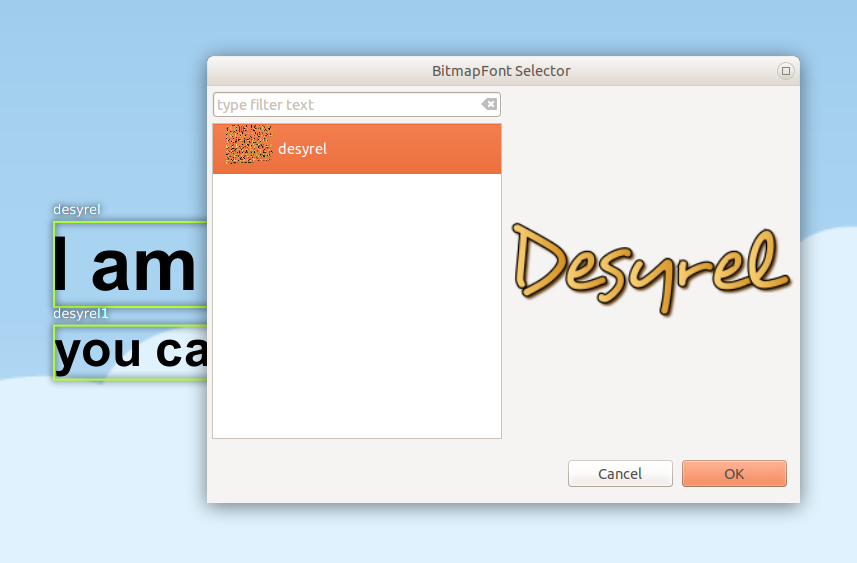 BitmapFont Selector
type filter text
desyrel
Desyrel
desyrel
I am
desyrel1
you ca
Cancel
OK